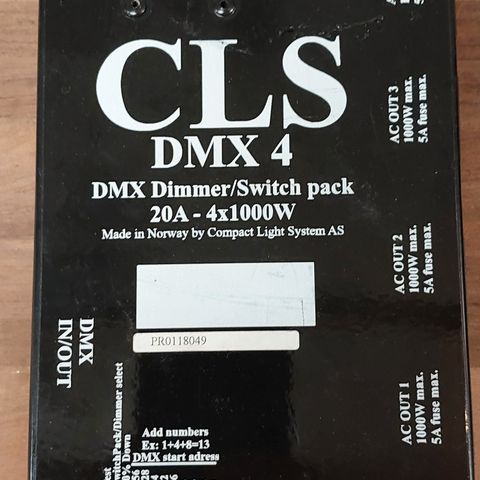 CLS
DMX 4
DMX Dimmer/Switch pack
20A - 4x1000W
Made in Norway by Compact Light System AS
PR0118049
DMX
IN/OUT
Add numbers
Ex: 1+4+8=13
DMX start adress
AC OUT 3
1000W max.
5A fuse max.
AC OUT 2
1000W max.
5A fuse max.
AC OUT 1
1000W max.
5A fuse max.